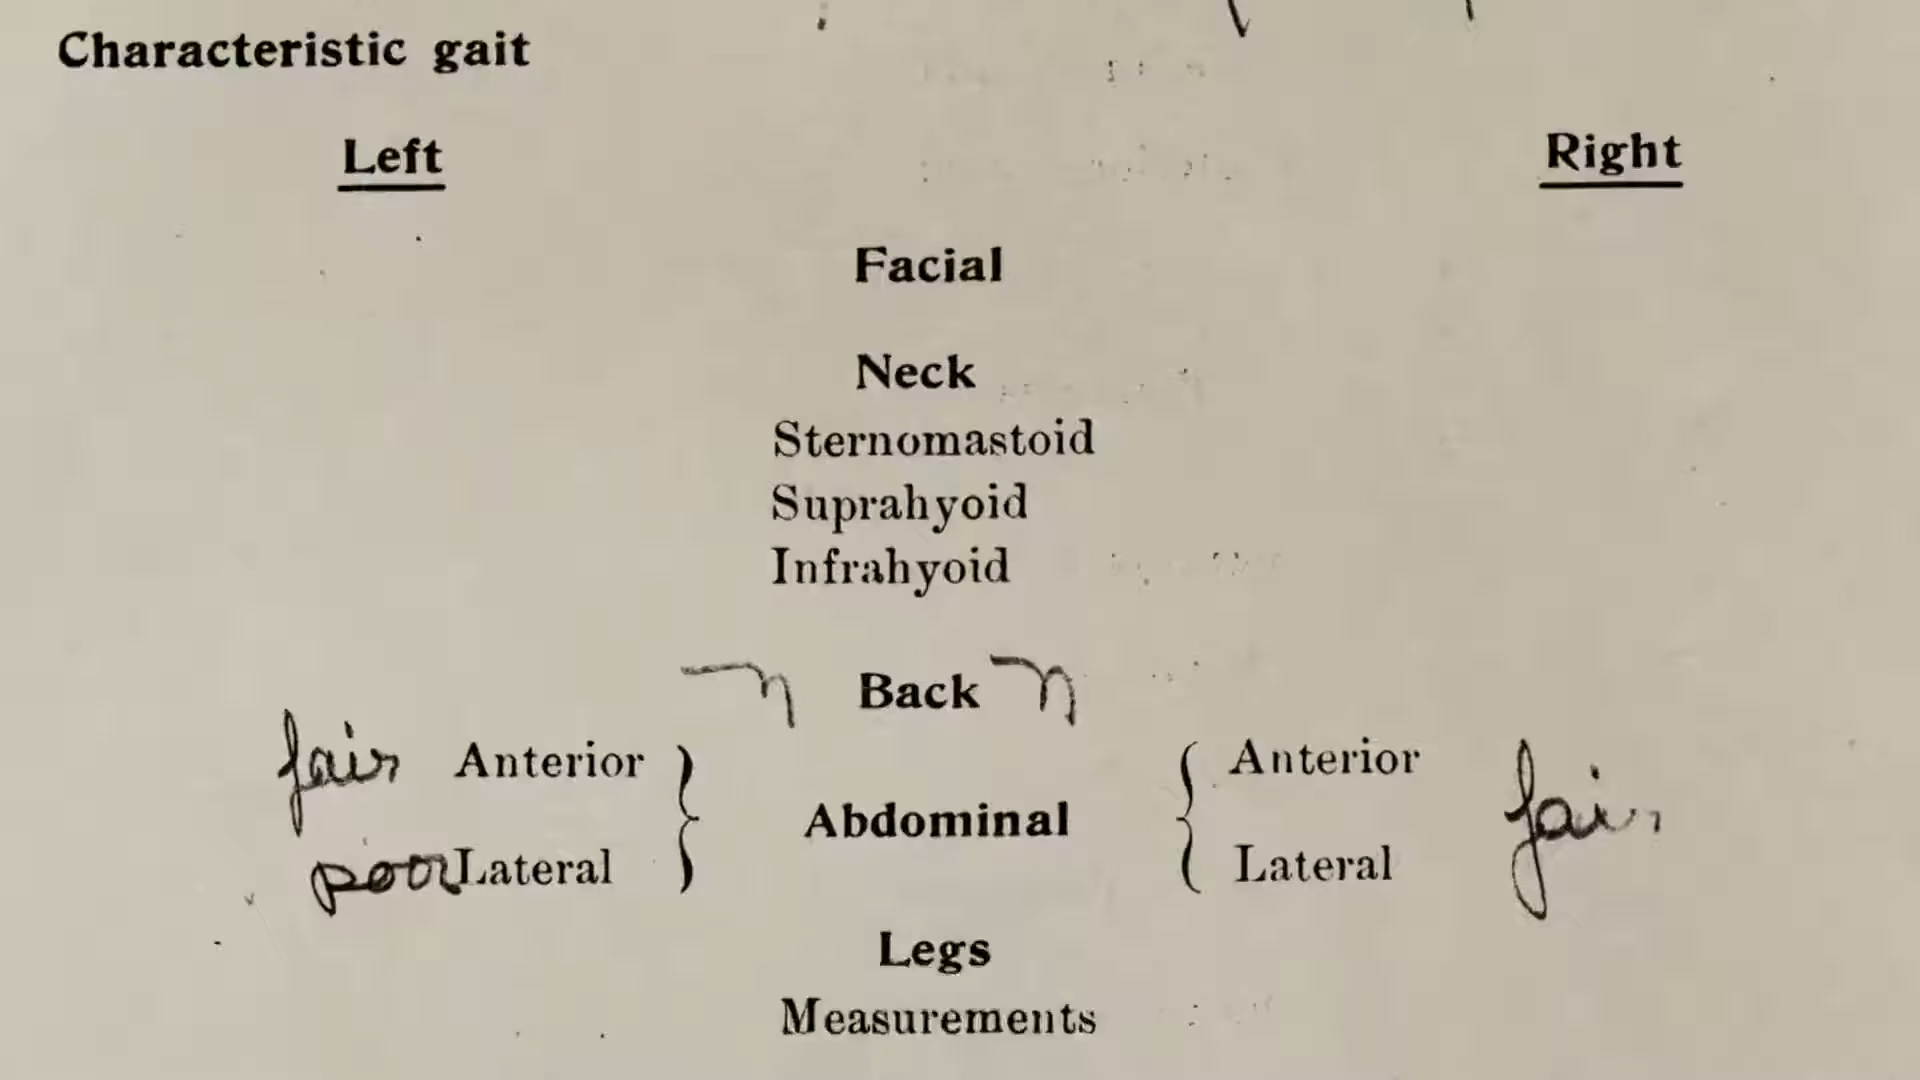 Characteristic gait
Left Right
Facial
Neck
Sternomastoid
Suprahyoid
Infrahyoid
Back
fair Anterior Anterior
Abdominal fair
poor Lateral Lateral
Legs
Measurements